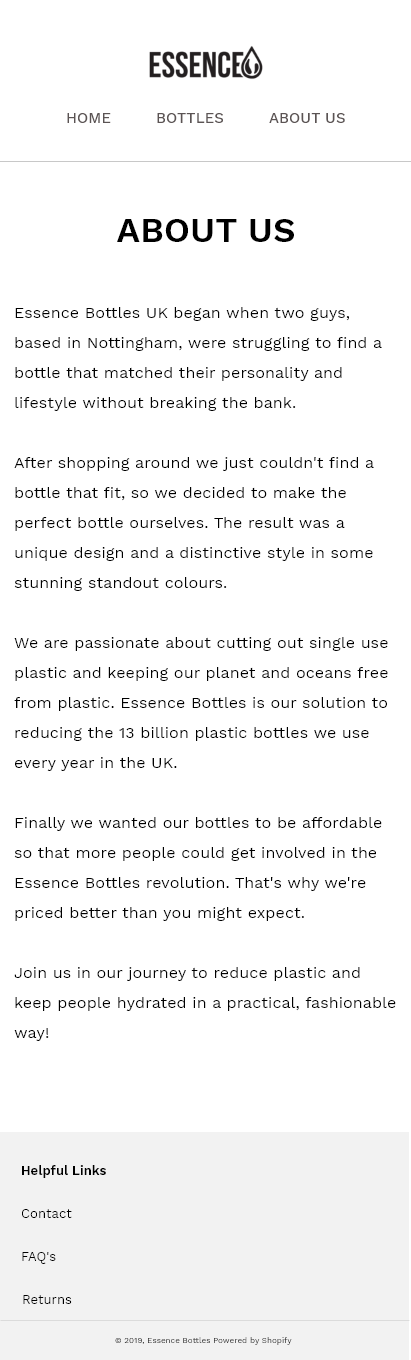 ESSENCE
HOME BOTTLES ABOUT US
ABOUT US
Essence Bottles UK began when two guys,
based in Nottingham, were struggling to find a
bottle that matched their personality and
lifestyle without breaking the bank.
After shopping around we just couldn't find a
bottle that fit, so we decided to make the
perfect bottle ourselves. The result was a
unique design and a distinctive style in some
stunning standout colours.
We are passionate about cutting out single use
plastic and keeping our planet and oceans free
from plastic. Essence Bottles is our solution to
reducing the 13 billion plastic bottles we use
every year in the UK.
Finally we wanted our bottles to be affordable
so that more people could get involved in the
Essence Bottles revolution. That's why we're
priced better than you might expect.
Join us in our journey to reduce plastic and
keep people hydrated in a practical, fashionable
way!
Helpful Links
Contact
FAQ's
Returns
© 2019, Essence Bottles Powered by Shopify